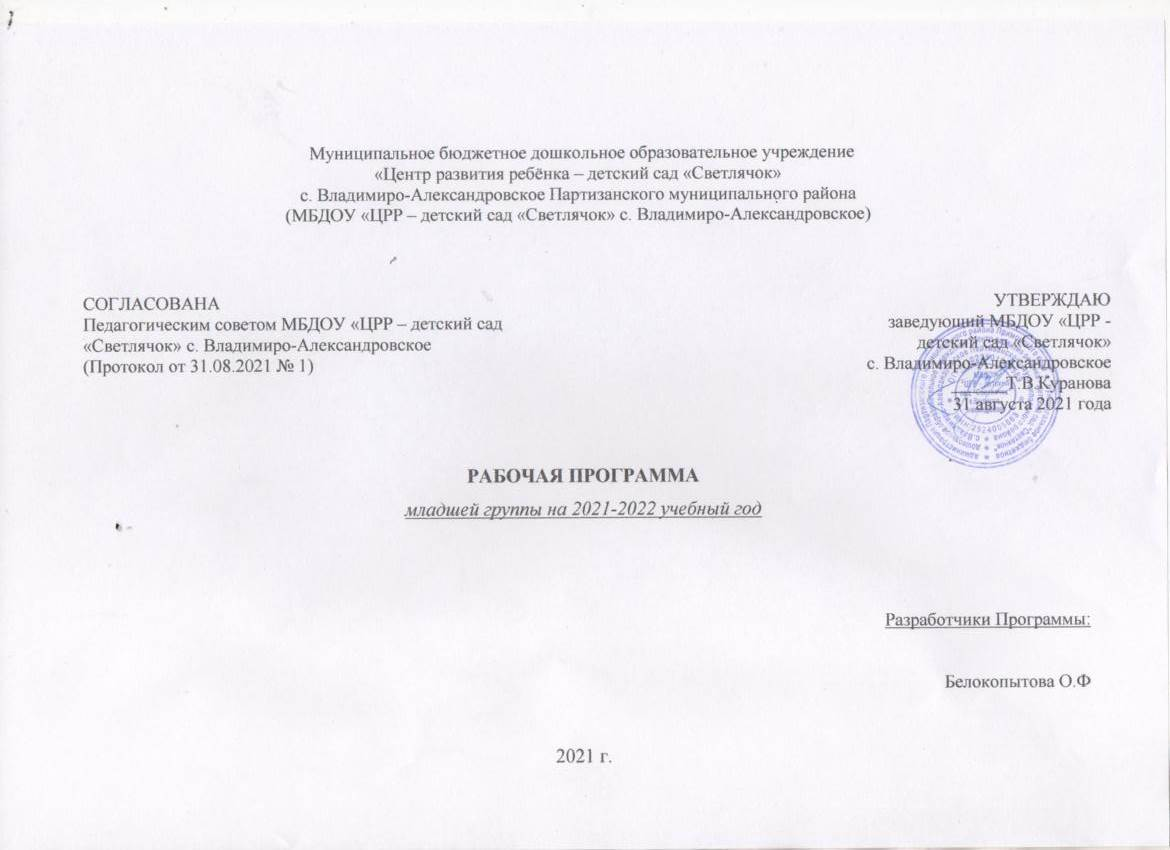 Муниципальное бюджетное дошкольное образовательное учреждение
«Центр развития ребёнка – детский сад «Светлячок»
с. Владимиро-Александровское Партизанского муниципального района
(МБДОУ «ЦРР – детский сад «Светлячок» с. Владимиро-Александровское)
СОГЛАСОВАНА
Педагогическим советом МБДОУ «ЦРР – детский сад
«Светлячок» с. Владимиро-Александровское
(Протокол от 31.08.2021 № 1)
УТВЕРЖДАЮ
заведующий МБДОУ «ЦРР -
детский сад «Светлячок»
с. Владимиро-Александровское
Т.В.Куранова
31 августа 2021 года
РАБОЧАЯ ПРОГРАММА
младшей группы на 2021-2022 учебный год
Разработчики Программы:
Белокопытова О.Ф
2021 г.